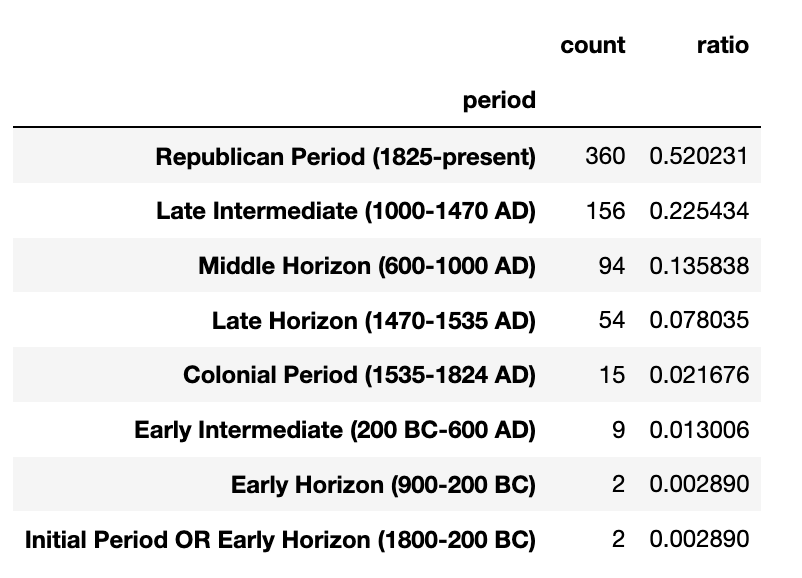 count ratio
period
Republican Period (1825-present) 360 0.520231
Late Intermediate (1000-1470 AD) 156 0.225434
Middle Horizon (600-1000 AD) 94 0.135838
Late Horizon (1470-1535 AD) 54 0.078035
Colonial Period (1535-1824 AD) 15 0.021676
Early Intermediate (200 BC-600 AD) 9 0.013006
Early Horizon (900-200 BC) 2 0.002890
Initial Period OR Early Horizon (1800-200 BC) 2 0.002890